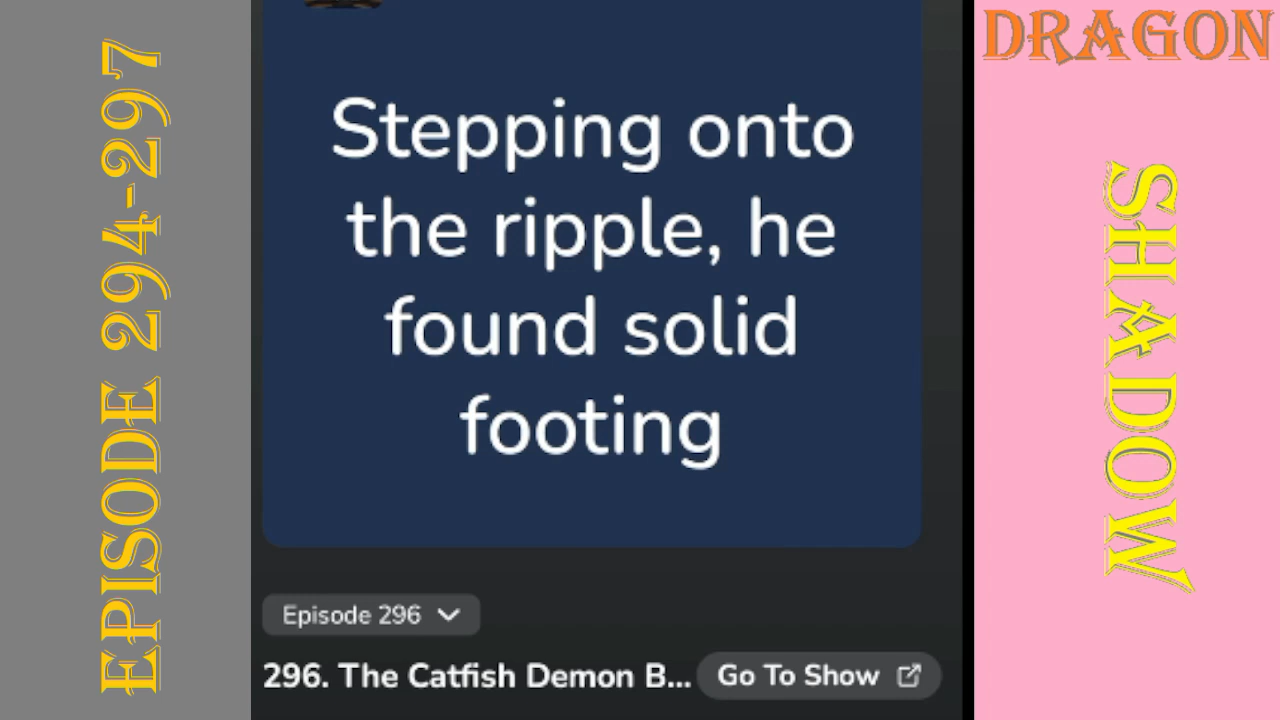 EPISODE 294-297
Stepping onto
the ripple, he
found solid
footing
Episode 296
296. The Catfish Demon B...
Go To Show
DRAGON
SHADOW